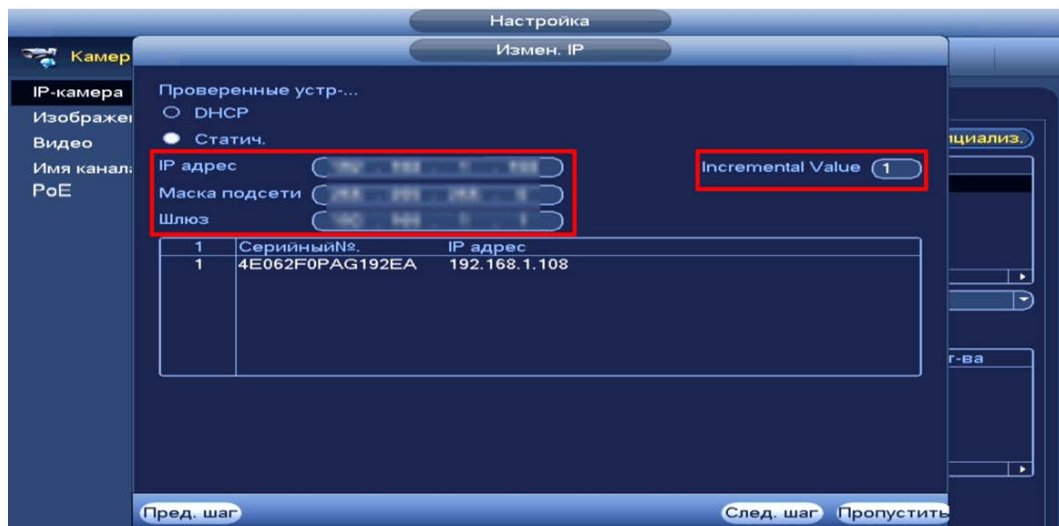 Настройка
Измен. IP
Камер
IP-камера
Изображен
Видео
Имя канала
PoE
Проверенные устр-...
DHCP
Статич.
IP адрес
Incremental Value 1
Маска подсети
Шлюз
1 Серийный№. IP адрес
1 4E062F0PAG192EA 192.168.1.108
циализ.
т-ва
Пред. шаг
След. шаг
Пропустить